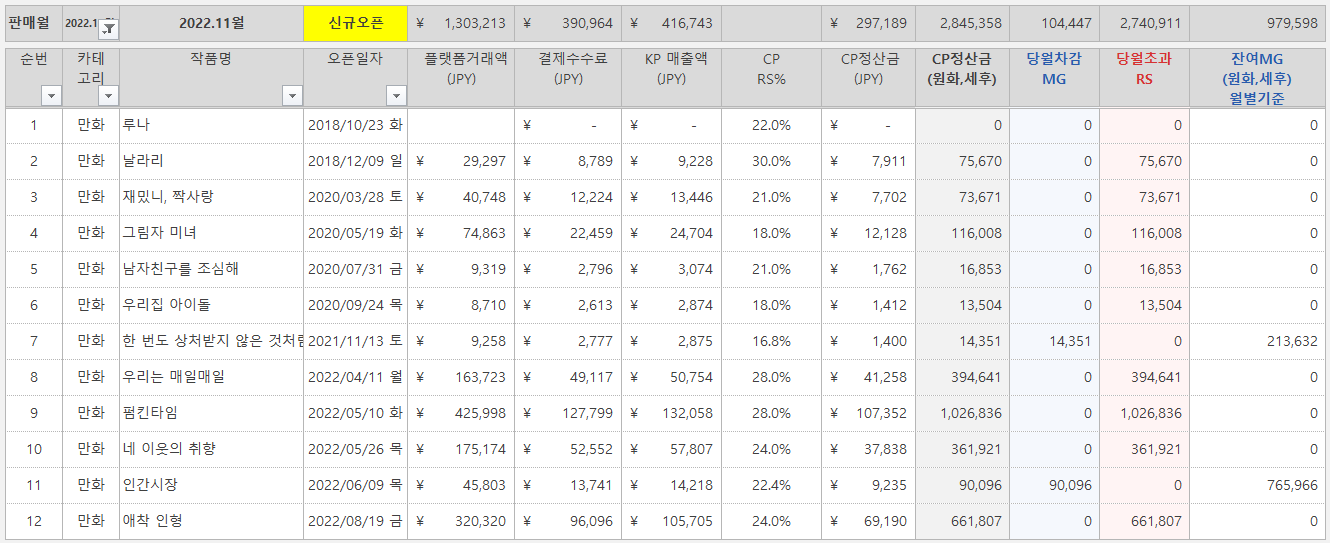 판매월 2022.1 2022.11월 신규오픈 ¥ 1,303,213 ¥ 390,964 ¥ 416,743 ¥ 297,189 2,845,358 104,447 2,740,911 979,598
순번 카테 작품명 오픈일자 플랫폼거래액 결제수수료 KP 매출액 CP CP정산금 CP정산금 당월차감 당월초과 잔여MG
고리 (JPY) (JPY) (JPY) RS% (JPY) (원화,세후) MG RS (원화,세후)
월별기준
1 만화 루나 2018/10/23 화 ¥ - ¥ - 22.0% ¥ - 0 0 0 0
2 만화 날라리 2018/12/09 일 ¥ 29,297 ¥ 8,789 ¥ 9,228 30.0% ¥ 7,911 75,670 0 75,670 0
3 만화 재밌니, 짝사랑 2020/03/28 토 ¥ 40,748 ¥ 12,224 ¥ 13,446 21.0% ¥ 7,702 73,671 0 73,671 0
4 만화 그림자 미녀 2020/05/19 화 ¥ 74,863 ¥ 22,459 ¥ 24,704 18.0% ¥ 12,128 116,008 0 116,008 0
5 만화 남자친구를 조심해 2020/07/31 금 ¥ 9,319 ¥ 2,796 ¥ 3,074 21.0% ¥ 1,762 16,853 0 16,853 0
6 만화 우리집 아이돌 2020/09/24 목 ¥ 8,710 ¥ 2,613 ¥ 2,874 18.0% ¥ 1,412 13,504 0 13,504 0
7 만화 한 번도 상처받지 않은 것처럼 2021/11/13 토 ¥ 9,258 ¥ 2,777 ¥ 2,875 16.8% ¥ 1,400 14,351 14,351 0 213,632
8 만화 우리는 매일매일 2022/04/11 월 ¥ 163,723 ¥ 49,117 ¥ 50,754 28.0% ¥ 41,258 394,641 0 394,641 0
9 만화 펌킨타임 2022/05/10 화 ¥ 425,998 ¥ 127,799 ¥ 132,058 28.0% ¥ 107,352 1,026,836 0 1,026,836 0
10 만화 네 이웃의 취향 2022/05/26 목 ¥ 175,174 ¥ 52,552 ¥ 57,807 24.0% ¥ 37,838 361,921 0 361,921 0
11 만화 인간시장 2022/06/09 목 ¥ 45,803 ¥ 13,741 ¥ 14,218 22.4% ¥ 9,235 90,096 90,096 0 765,966
12 만화 애착 인형 2022/08/19 금 ¥ 320,320 ¥ 96,096 ¥ 105,705 24.0% ¥ 69,190 661,807 0 661,807 0